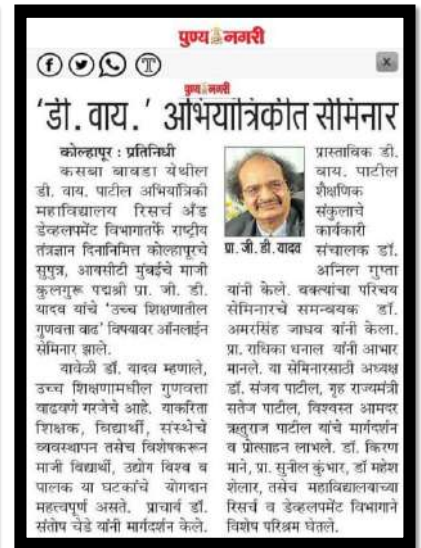 पुण्य नगरी
f
T
x
पुण्य नगरी
'डी. वाय.' अभियांत्रिकीत सेमिनार
कोल्हापूर : प्रतिनिधी
कसबा बावडा येथील
डी. वाय. पाटील अभियांत्रिकी
महाविद्यालय रिसर्च अँड
डेव्हलपमेंट विभागातर्फे राष्ट्रीय
तंत्रज्ञान दिनानिमित्त कोल्हापूरचे
सुपुत्र, आयसीटी मुंबईचे माजी
कुलगुरू पद्मश्री प्रा. जी. डी.
यादव यांचे 'उच्च शिक्षणातील
गुणवत्ता वाढ' विषयावर ऑनलाईन
सेमिनार झाले.
यावेळी डॉ. यादव म्हणाले,
उच्च शिक्षणामधील गुणवत्ता
वाढवणे गरजेचे आहे. याकरिता
शिक्षक, विद्यार्थी, संस्थेचे
व्यवस्थापन तसेच विशेषकरून
माजी विद्यार्थी, उद्योग विश्व व
पालक या घटकांचे योगदान
महत्त्वपूर्ण असते. प्राचार्य डॉ.
संतोष चेडे यांनी मार्गदर्शन केले.
प्रा. जी. डी. यादव
प्रास्ताविक डी.
वाय. पाटील
शैक्षणिक
संकुलाचे
कार्यकारी
संचालक डॉ.
अनिल गुप्ता
यांनी केले. वक्त्यांचा परिचय
सेमिनारचे समन्वयक डॉ.
अमरसिंह जाधव यांनी केला.
प्रा. राधिका धनाल यांनी आभार
मानले. या सेमिनारसाठी अध्यक्ष
डॉ. संजय पाटील, गृह राज्यमंत्री
सतेज पाटील, विश्वस्त आमदार
ऋतुराज पाटील यांचे मार्गदर्शन
व प्रोत्साहन लाभले. डॉ. किरण
माने, प्रा. सुनील कुंभार, डॉ महेश
शेलार, तसेच महाविद्यालयाच्या
रिसर्च व डेव्हलपमेंट विभागाने
विशेष परिश्रम घेतले.